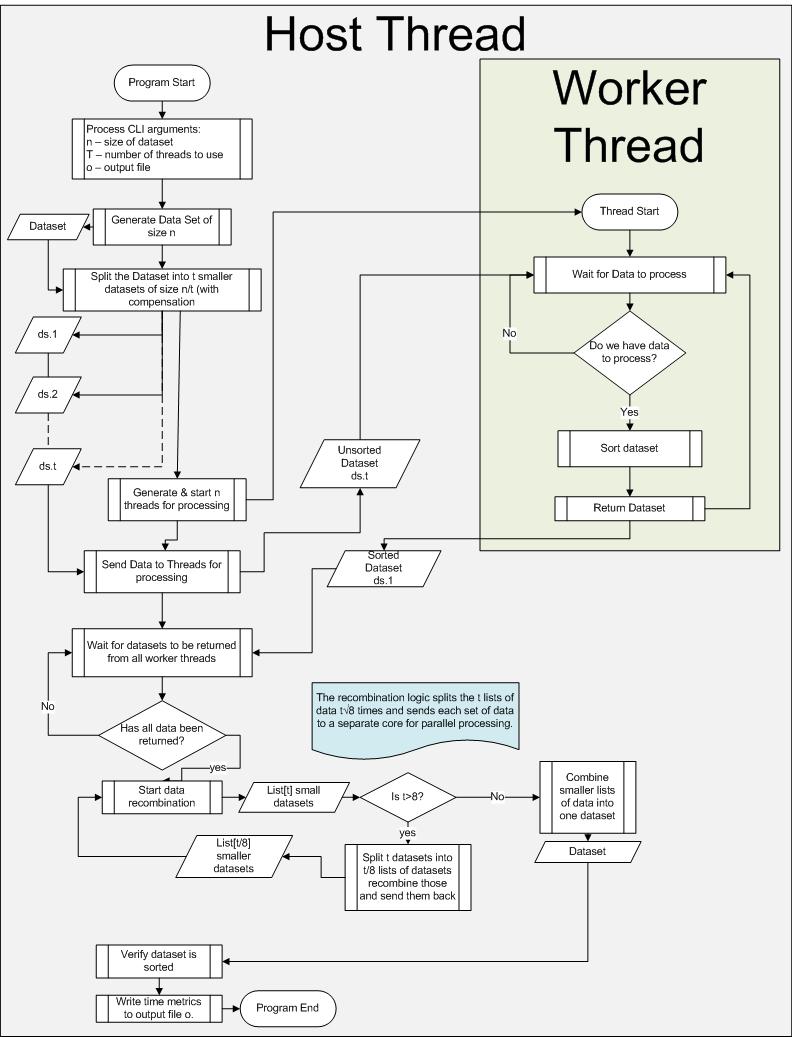 Host Thread
Worker
Thread
Program Start
Process CLI arguments:
n – size of dataset
T – number of threads to use
o – output file
Generate Data Set of
size n
Dataset
Split the Dataset into t smaller
datasets of size n/t (with
compensation
ds.1
ds.2
ds.t
Generate & start n
threads for processing
Send Data to Threads for
processing
Unsorted
Dataset
ds.t
Thread Start
Wait for Data to process
No
Do we have data
to process?
Yes
Sort dataset
Return Dataset
Sorted
Dataset
ds.1
Wait for datasets to be returned
from all worker threads
No
Has all data been
returned?
yes
The recombination logic splits the t lists of
data t√8 times and sends each set of data
to a separate core for parallel processing.
Start data
recombination
List[t] small
datasets
Is t>8?
No
Combine
smaller lists
of data into
one dataset
yes
Split t datasets into
t/8 lists of datasets
recombine those
and send them back
List[t/8]
smaller
datasets
Dataset
Verify dataset is
sorted
Write time metrics
to output file o.
Program End